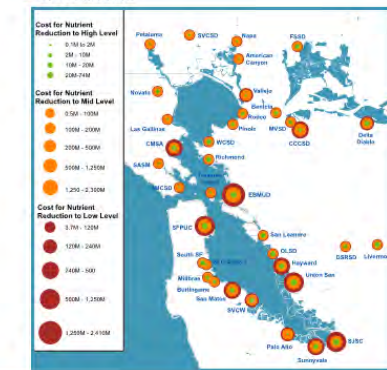 Cost for Nutrient
Reduction to High Level
0.1M to 2M
2M - 10M
10M - 20M
20M-74M
Cost for Nutrient
Reduction to Mid Level
0.5M - 100M
100M - 200M
200M - 500M
500M - 1,250M
1,250 - 2,300M
Cost for Nutrient
Reduction to Low Level
3.7M - 120M
120M - 240M
240M - 500
500M - 1,250M
1,250M - 2,410M
Petaluma
SVCSD
Napa
FSSD
American
Canyon
Novato
Vallejo
Benicia
Rodeo
Las Gallinas
Pinole
MVSD
CCCSD
Delta
Diablo
CMSA
WCSD
SASM
Richmond
Treasure
EBMUD
SFPUC
San Leandro
OLSD
South SF
Hayward
DSRSD
Livermore
Millbrae
Union San
Burlingame
San Mateo
SVCW
Palo Alto
SJSC
Sunnyvale